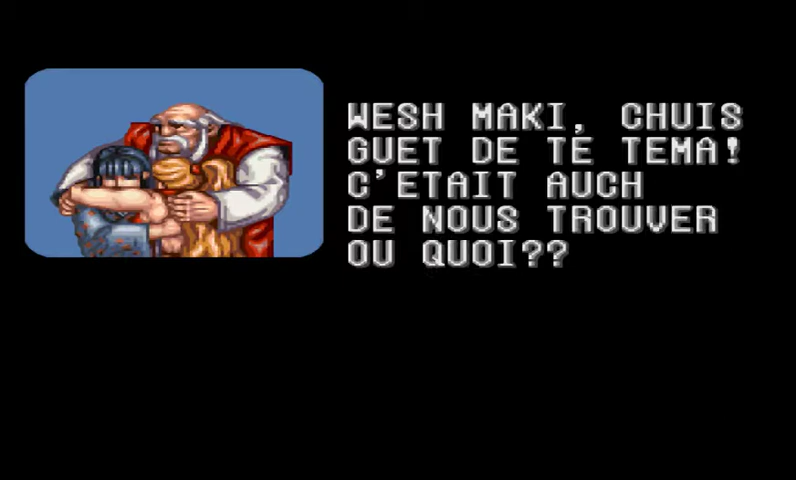 WESH MAKI, CHUIS
GUET DE TE TEMA!
C'ETAIT AUCH
DE NOUS TROUVER
OU QUOI??